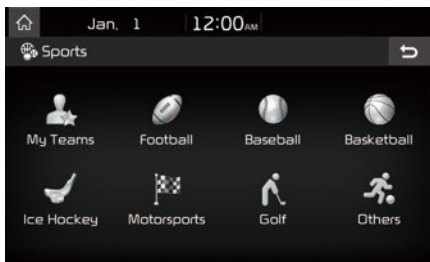 Jan. 1 12:00AM
Sports
My Teams Football Baseball Basketball
Ice Hockey Motorsports Golf Others